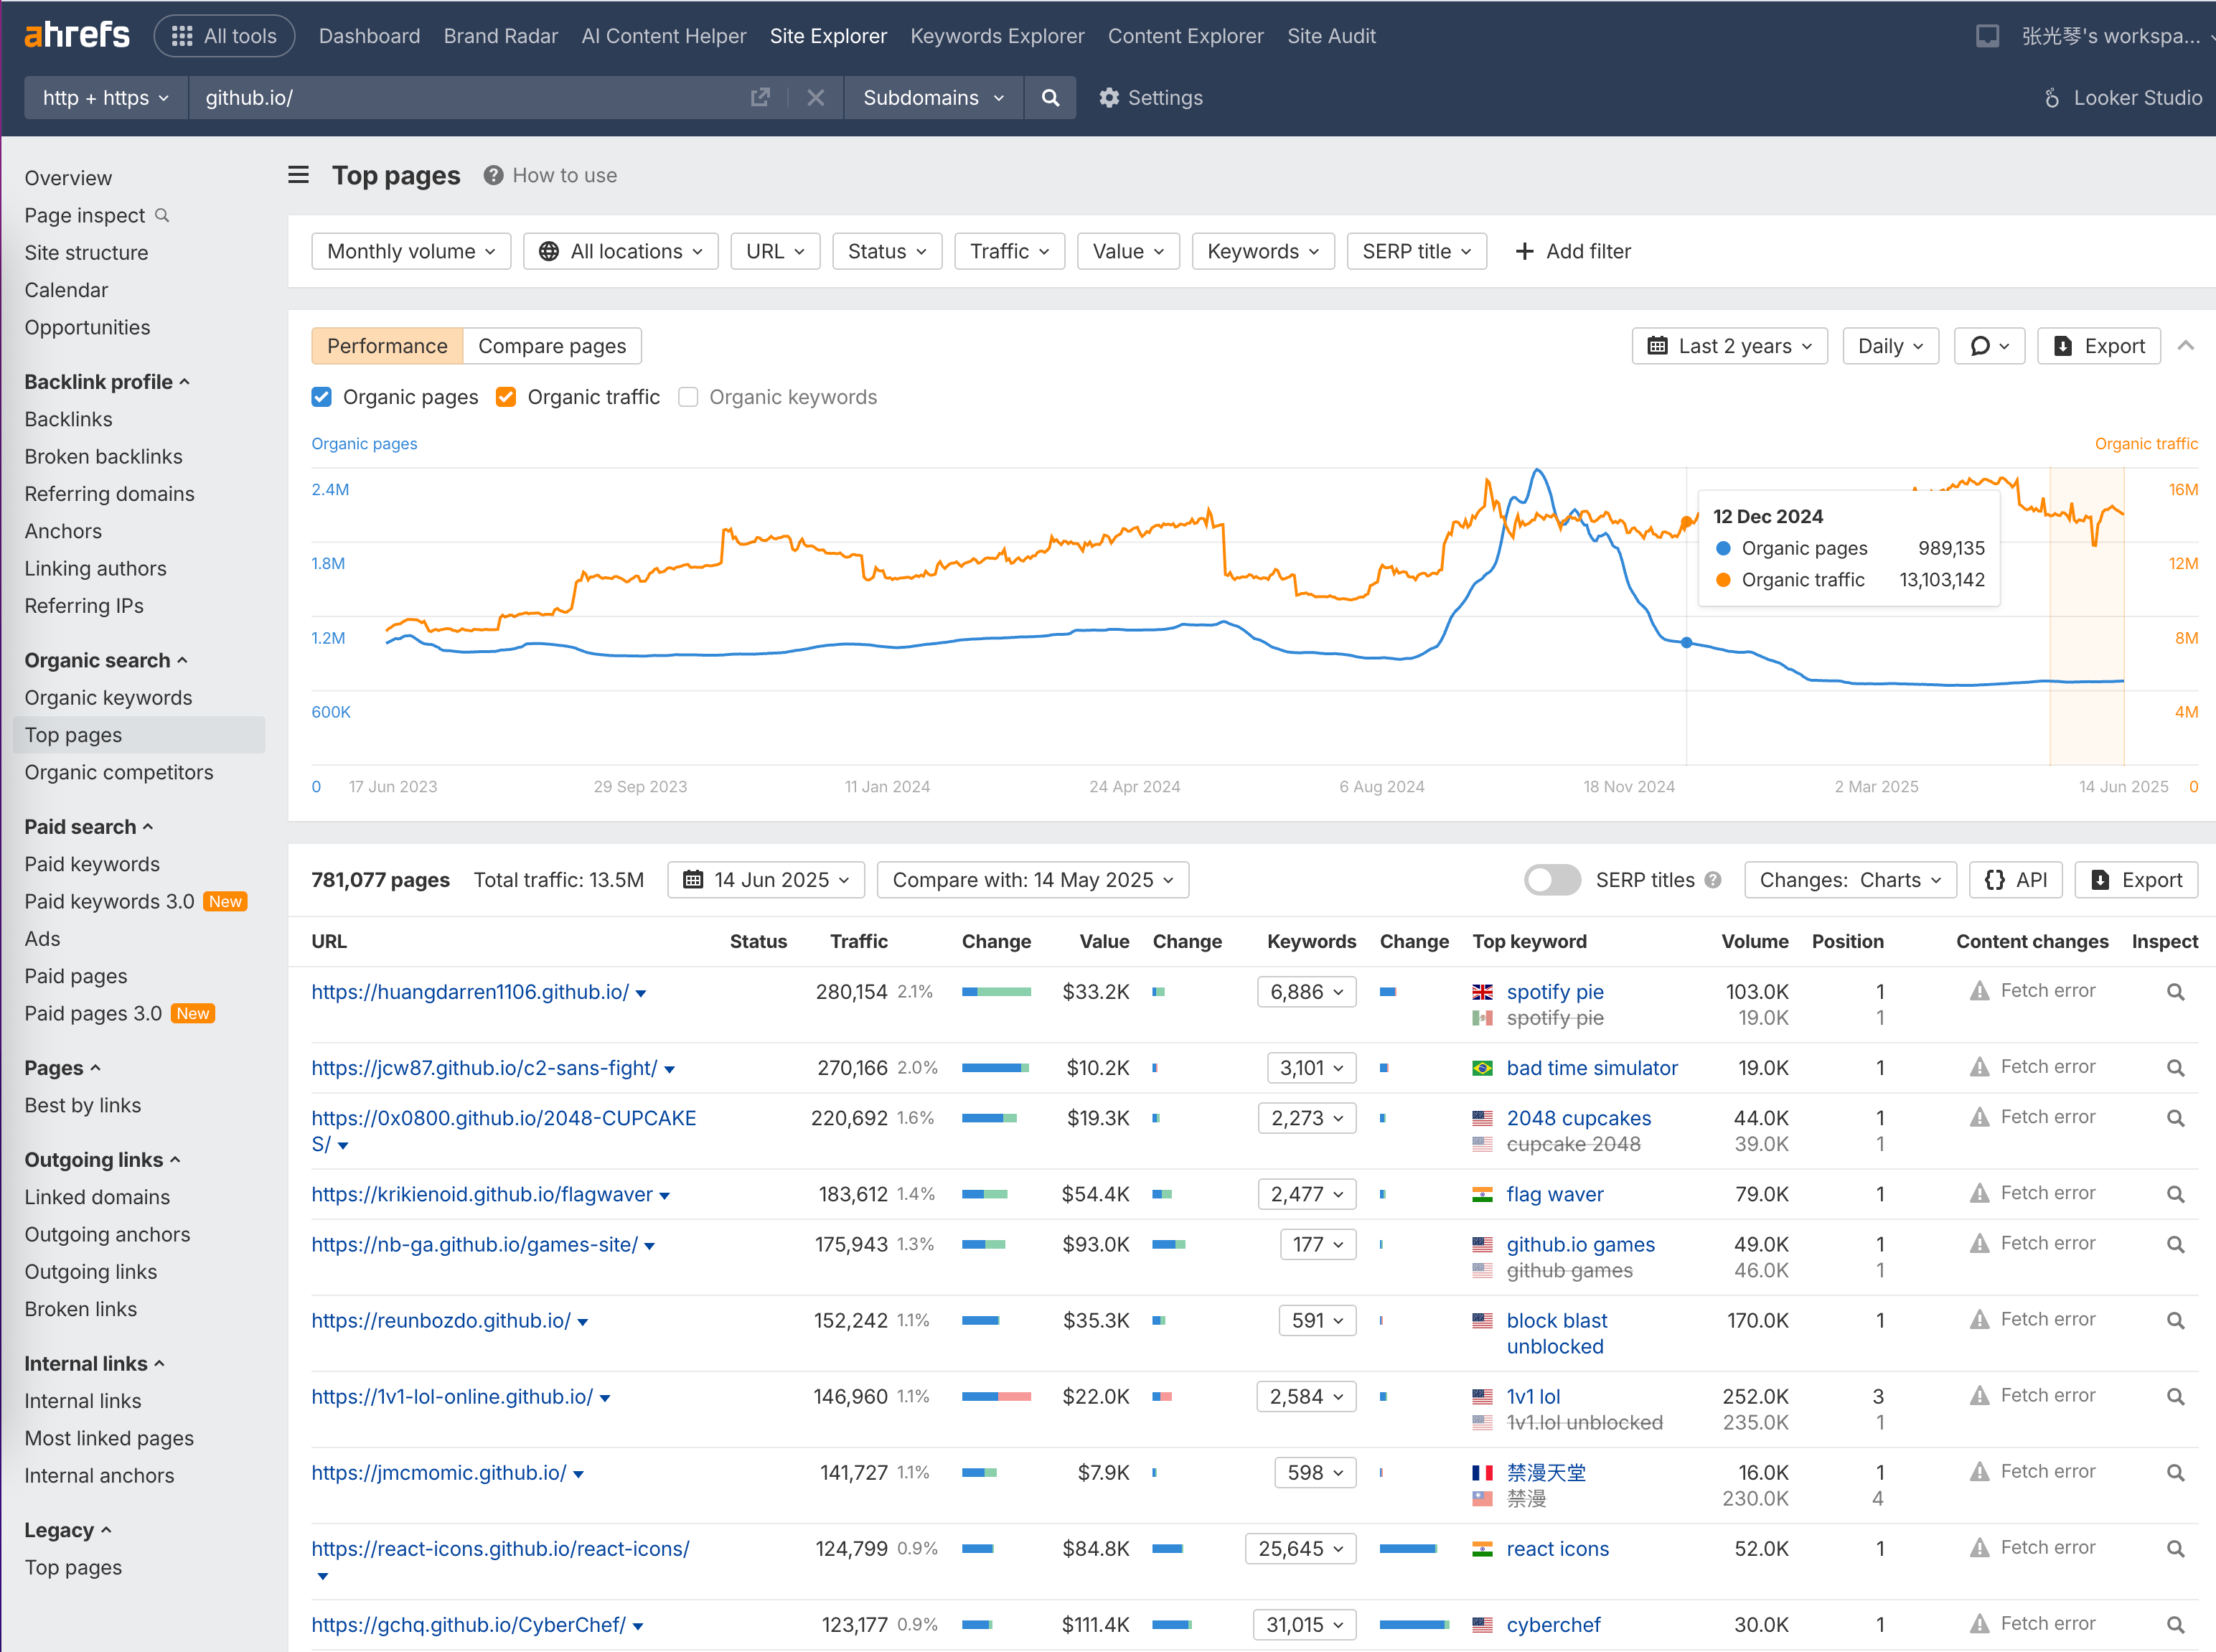 ahrefs
All tools
Dashboard
Brand Radar
AI Content Helper
Site Explorer
Keywords Explorer
Content Explorer
Site Audit
张光琴's workspa...
http + https
github.io/
Subdomains
Settings
Looker Studio
Overview
Page inspect
Site structure
Calendar
Opportunities
Backlink profile
Backlinks
Broken backlinks
Referring domains
Anchors
Linking authors
Referring IPs
Organic search
Organic keywords
Top pages
Organic competitors
Paid search
Paid keywords
Paid keywords 3.0 New
Ads
Paid pages
Paid pages 3.0 New
Pages
Best by links
Outgoing links
Linked domains
Outgoing anchors
Outgoing links
Broken links
Internal links
Internal links
Most linked pages
Internal anchors
Legacy
Top pages
Top pages
How to use
Monthly volume
All locations
URL
Status
Traffic
Value
Keywords
SERP title
Add filter
Performance
Compare pages
Last 2 years
Daily
Export
Organic pages
Organic traffic
Organic keywords
Organic pages
Organic traffic
2.4M
1.8M
1.2M
600K
0
16M
12M
8M
4M
0
12 Dec 2024
Organic pages 989,135
Organic traffic 13,103,142
17 Jun 2023
29 Sep 2023
11 Jan 2024
24 Apr 2024
6 Aug 2024
18 Nov 2024
2 Mar 2025
14 Jun 2025
781,077 pages
Total traffic: 13.5M
14 Jun 2025
Compare with: 14 May 2025
SERP titles
Changes: Charts
API
Export
URL Status Traffic Change Value Change Keywords Change Top keyword Volume Position Content changes Inspect
https://huangdarren1106.github.io/ 280,154 2.1% $33.2K 6,886 spotify pie 103.0K 1 Fetch error
spotify pie 19.0K 1
https://jcw87.github.io/c2-sans-fight/ 270,166 2.0% $10.2K 3,101 bad time simulator 19.0K 1 Fetch error
https://0x0800.github.io/2048-CUPCAKE 220,692 1.6% $19.3K 2,273 2048 cupcakes 44.0K 1 Fetch error
S/ cupcake 2048 39.0K 1
https://krikienoid.github.io/flagwaver 183,612 1.4% $54.4K 2,477 flag waver 79.0K 1 Fetch error
https://nb-ga.github.io/games-site/ 175,943 1.3% $93.0K 177 github.io games 49.0K 1 Fetch error
github games 46.0K 1
https://reunbozdo.github.io/ 152,242 1.1% $35.3K 591 block blast 170.0K 1 Fetch error
unblocked
https://1v1-lol-online.github.io/ 146,960 1.1% $22.0K 2,584 1v1 lol 252.0K 3 Fetch error
1v1.lol unblocked 235.0K 1
https://jmcmomic.github.io/ 141,727 1.1% $7.9K 598 禁漫天堂 16.0K 1 Fetch error
禁漫 230.0K 4
https://react-icons.github.io/react-icons/ 124,799 0.9% $84.8K 25,645 react icons 52.0K 1 Fetch error
https://gchq.github.io/CyberChef/ 123,177 0.9% $111.4K 31,015 cyberchef 30.0K 1 Fetch error